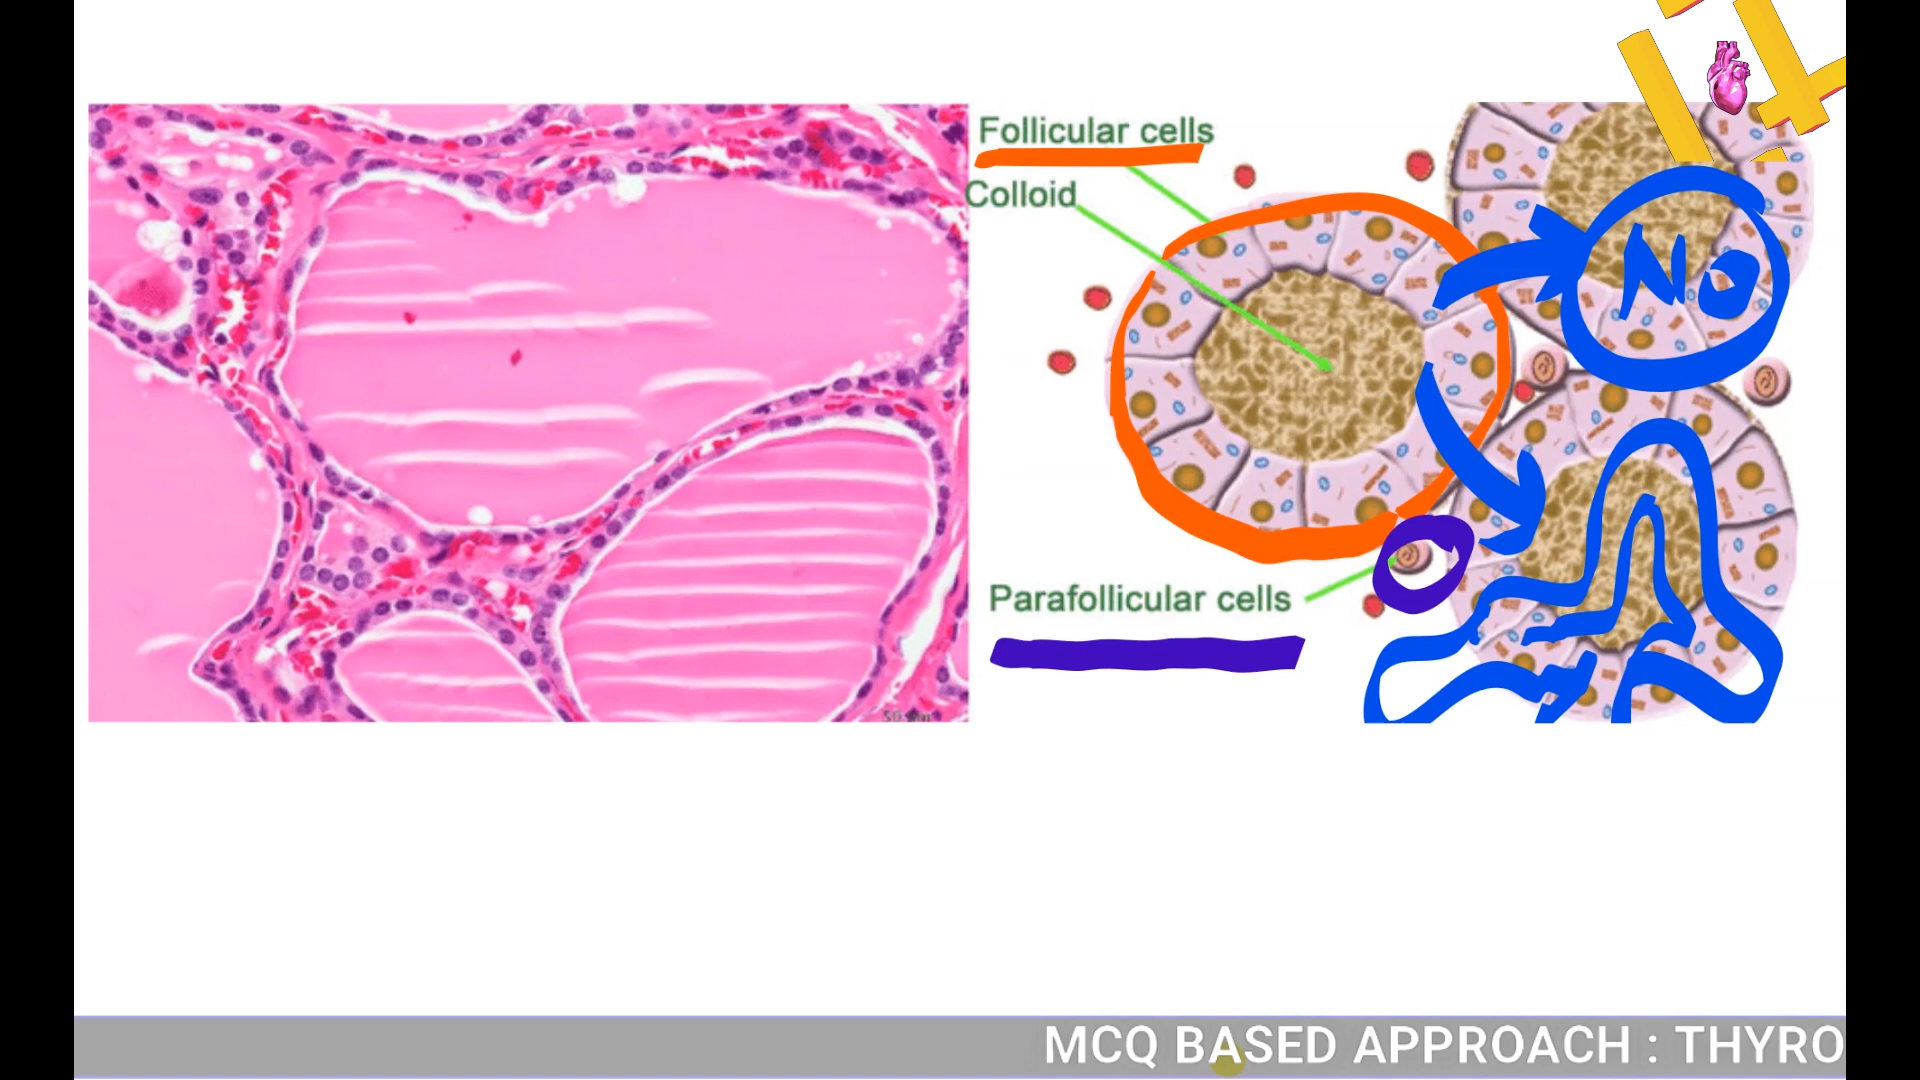 Follicular cells
Colloid
NO
Parafollicular cells
MCQ BASED APPROACH : THYRO